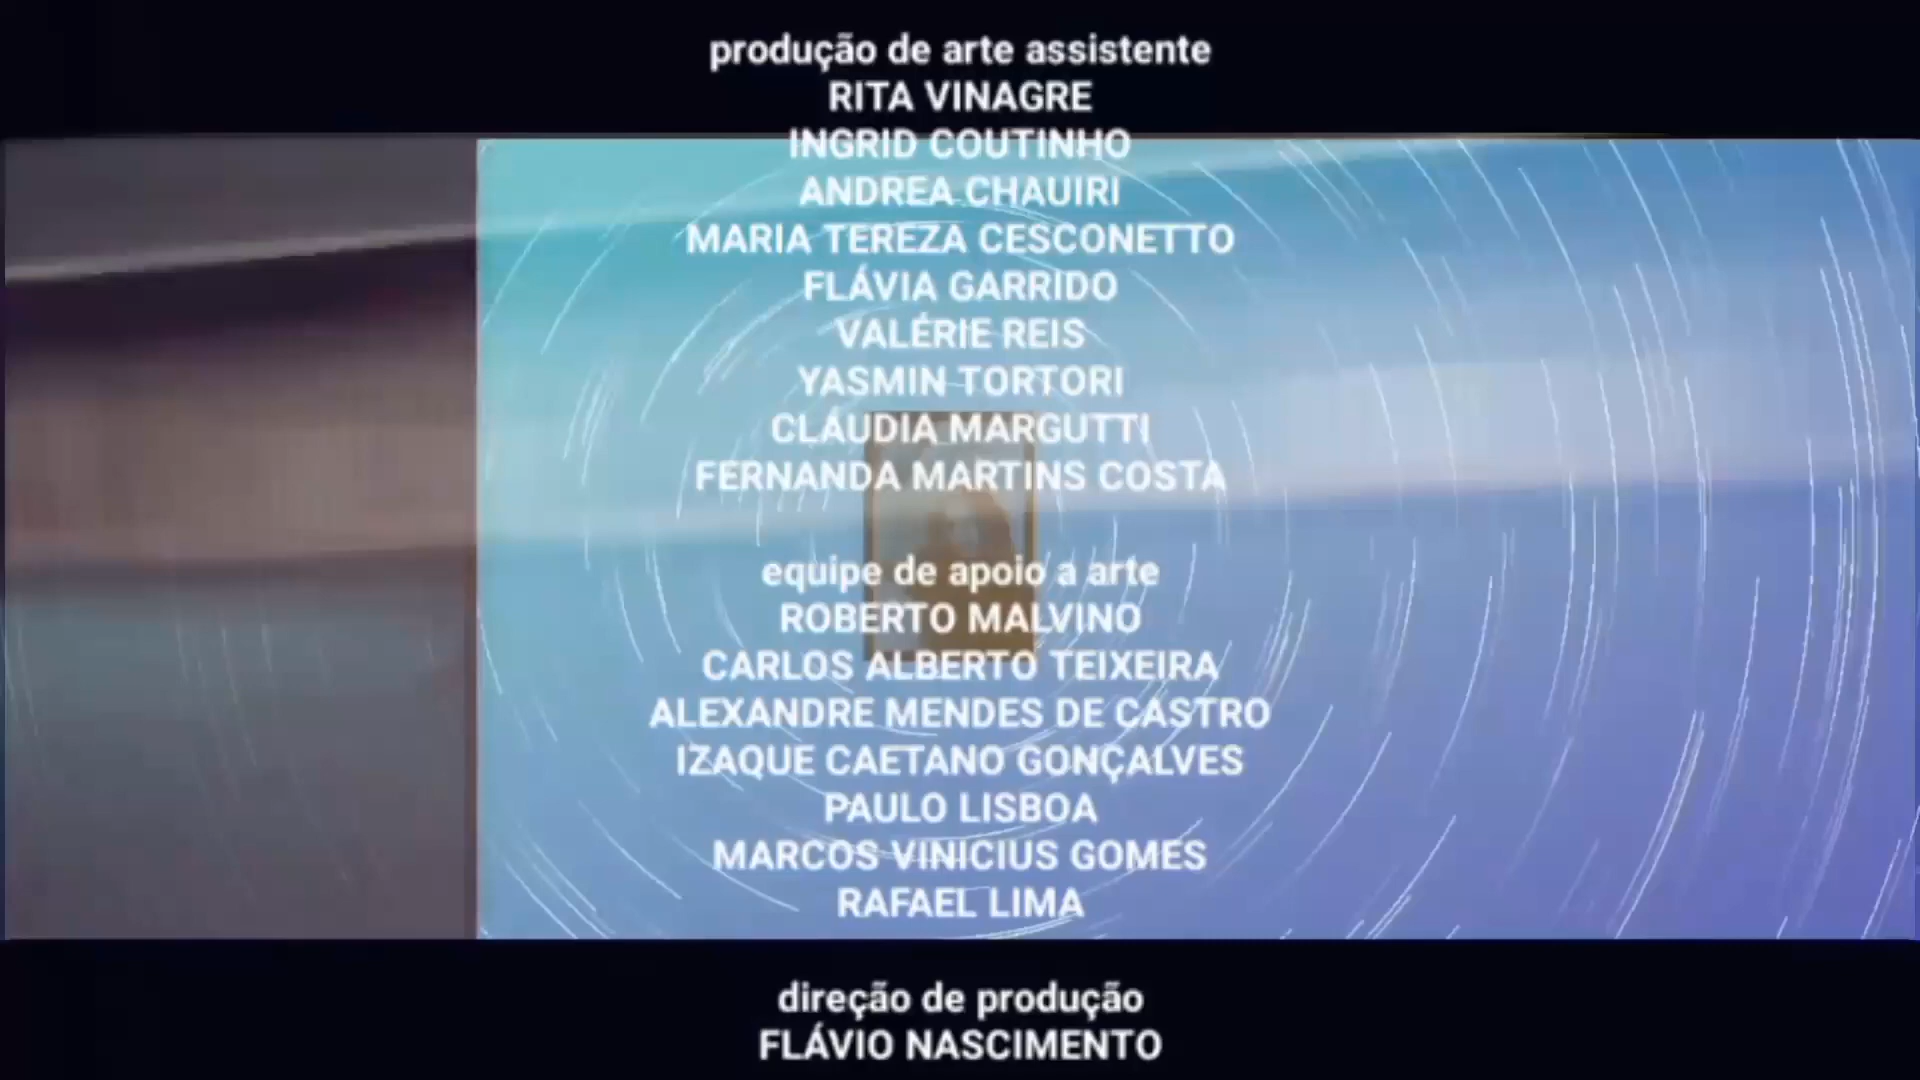 produção de arte assistente
RITA VINAGRE
INGRID COUTINHO
ANDREA CHAUIRI
MARIA TEREZA CESCONETTO
FLÁVIA GARRIDO
VALÉRIE REIS
YASMIN TORTORI
CLÁUDIA MARGUTTI
FERNANDA MARTINS COSTA
equipe de apoio a arte
ROBERTO MALVINO
CARLOS ALBERTO TEIXEIRA
ALEXANDRE MENDES DE CASTRO
IZAQUE CAETANO GONÇALVES
PAULO LISBOA
MARCOS VINICIUS GOMES
RAFAEL LIMA
direção de produção
FLÁVIO NASCIMENTO